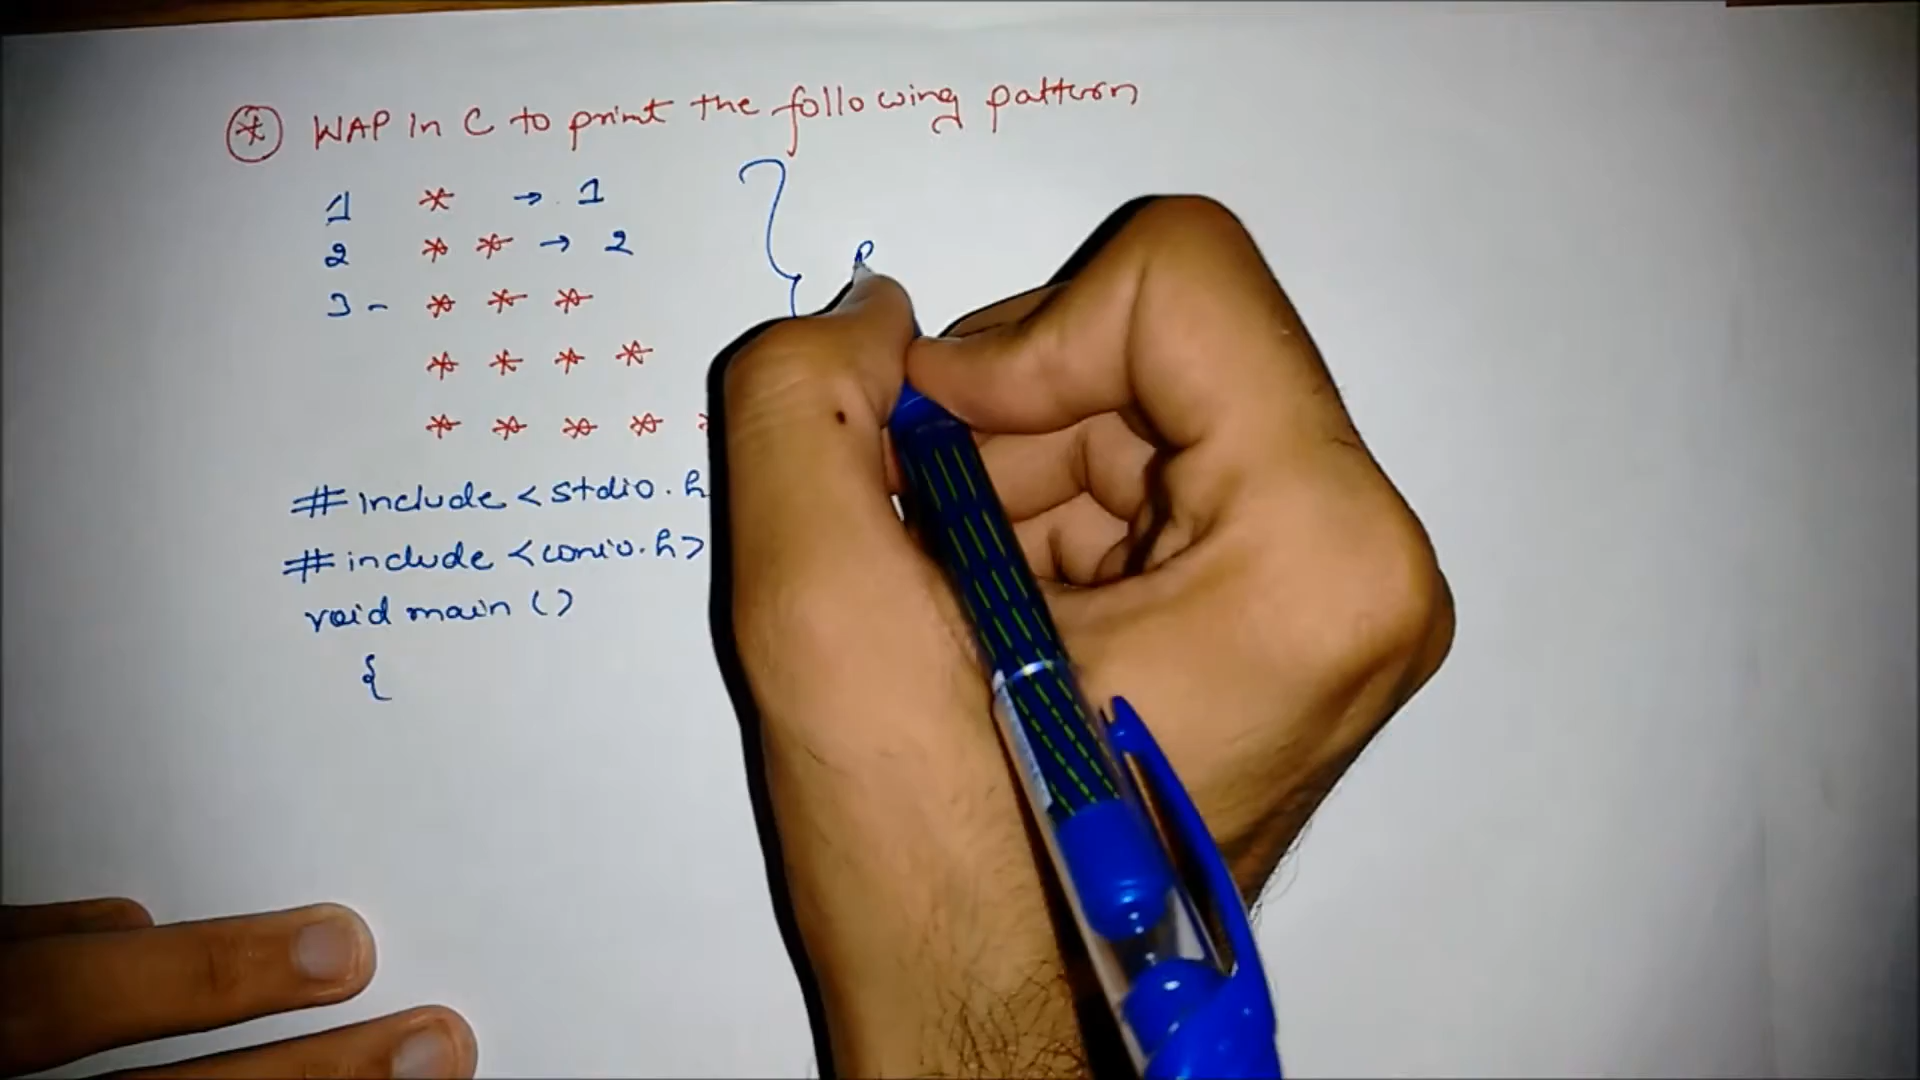 * WAP in C to print the following pattern
1 * → 1
2 * * → 2
3 - * * *
* * * *
* * * *
#include <stdio.h
#include <conio.h>
void main ()
{